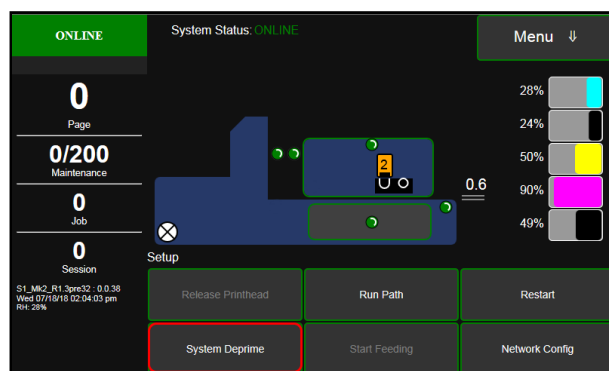 ONLINE
System Status: ONLINE
Menu ⇓
0
Page
0/200
Maintenance
0
Job
0
Session
S1_Mk2_R1.3pre32 : 0.0.38
Wed 07/18/18 02:04:03 pm
RH: 28%
2
0.6
28%
24%
50%
90%
49%
Setup
Release Printhead
Run Path
Restart
System Deprime
Start Feeding
Network Config